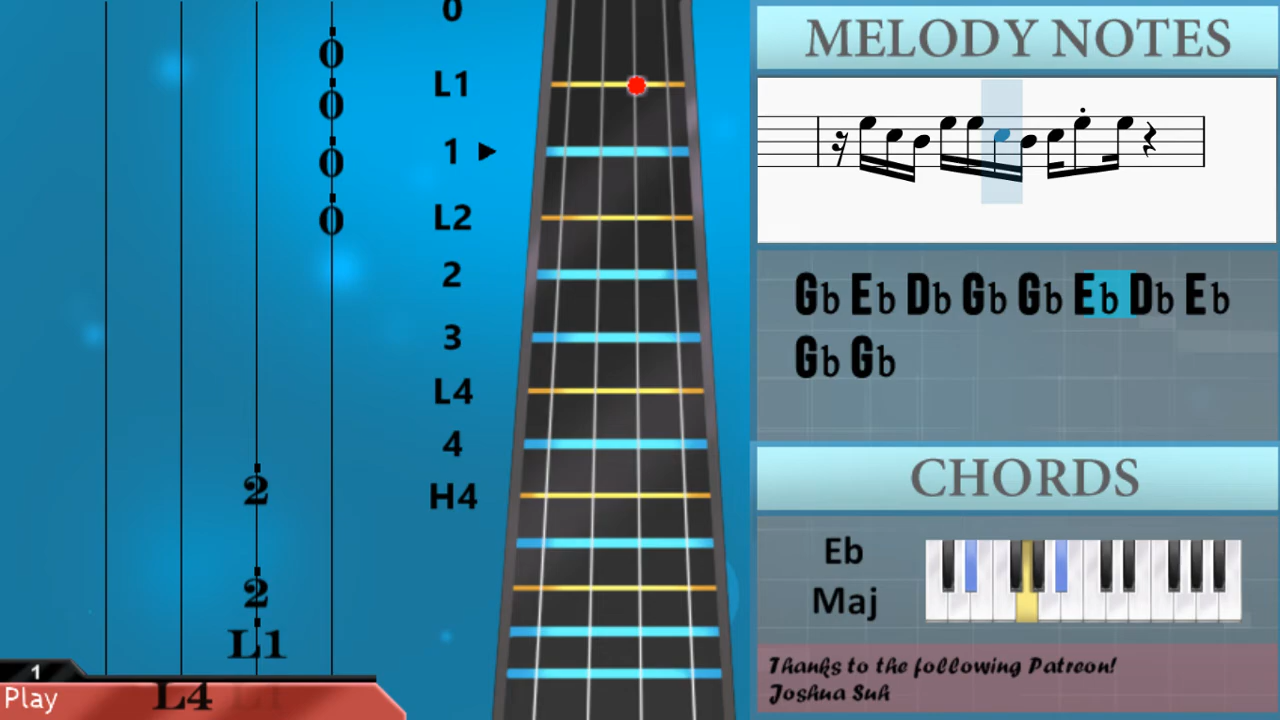 0
0
0
0
0
2
2
L1
L4 L1
1
Play
L1
1
L2
2
3
L4
4
H4
MELODY NOTES
Gb Eb Db Gb Gb Eb Db Eb
Gb Gb
CHORDS
Eb
Maj
Thanks to the following Patreon!
Joshua Suh